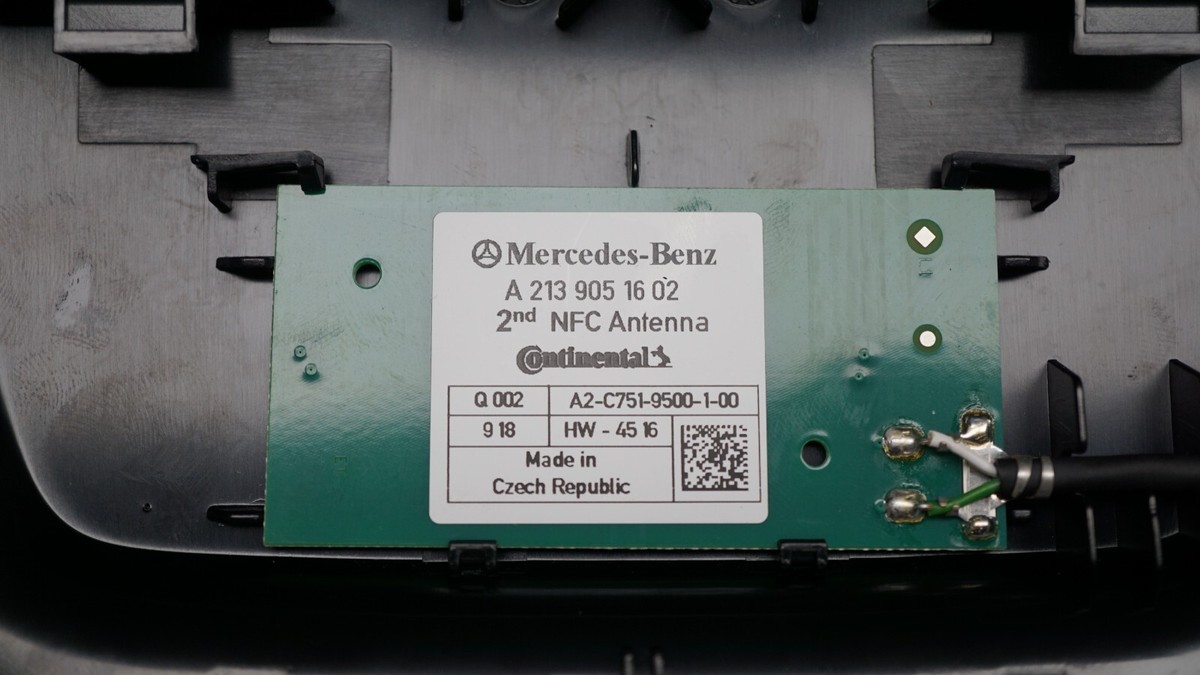 Mercedes-Benz
A 213 905 16 02
2nd NFC Antenna
Continental
Q 002 A2-C751-9500-1-00
9 18 HW - 45 16
Made in
Czech Republic